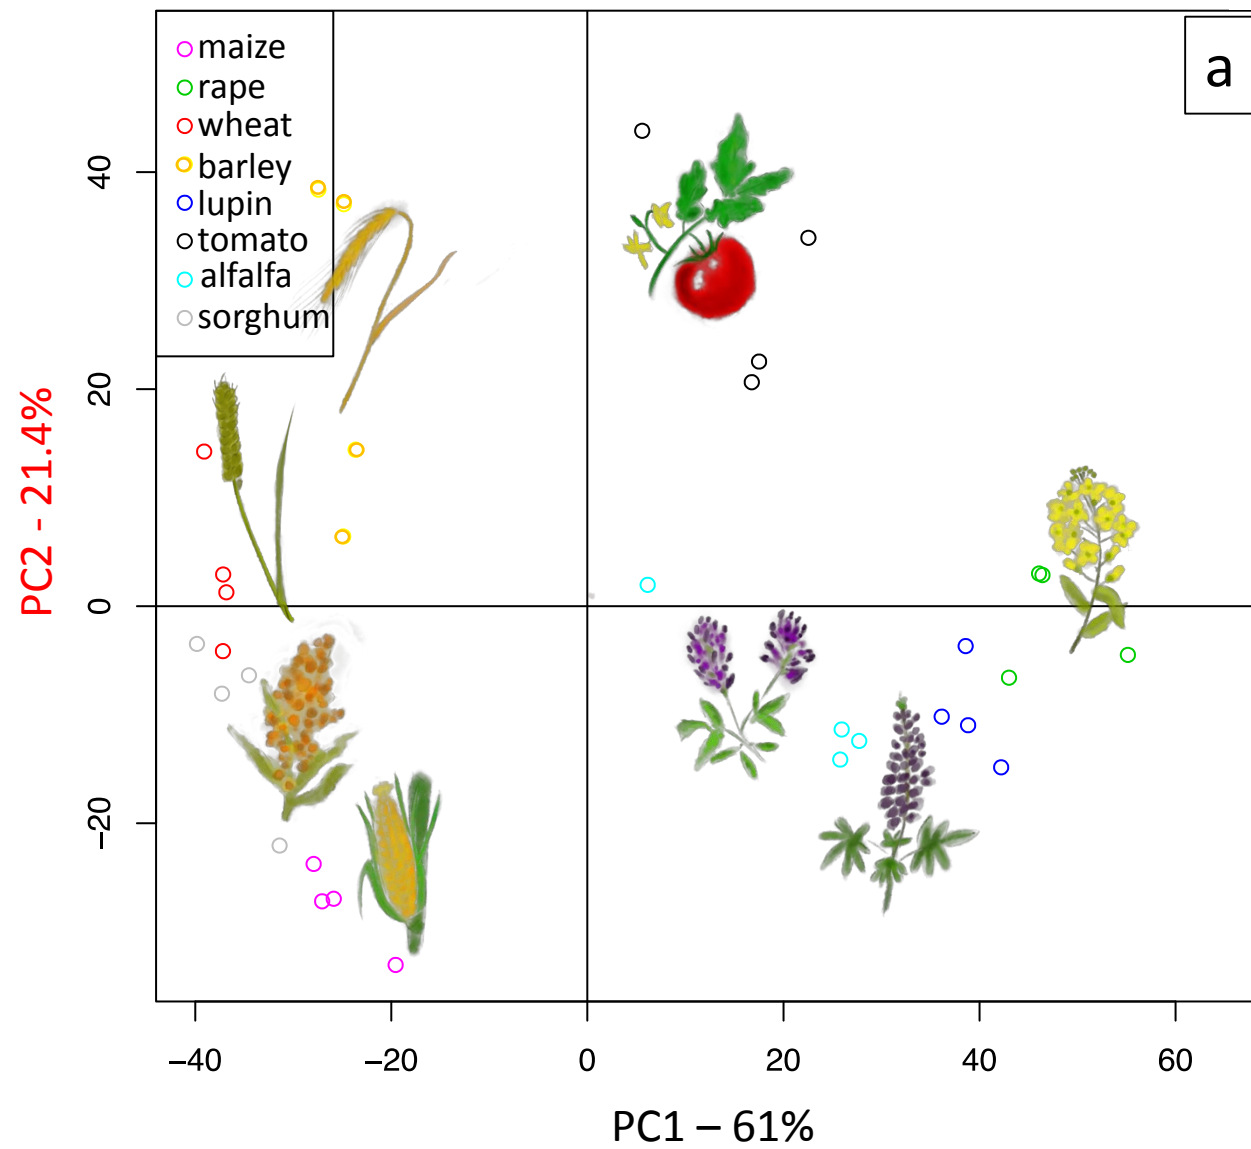 maize
rape
wheat
barley
lupin
tomato
alfalfa
sorghum
a
40
20
0
−20
PC2 - 21.4%
−40 −20 0 20 40 60
PC1 – 61%